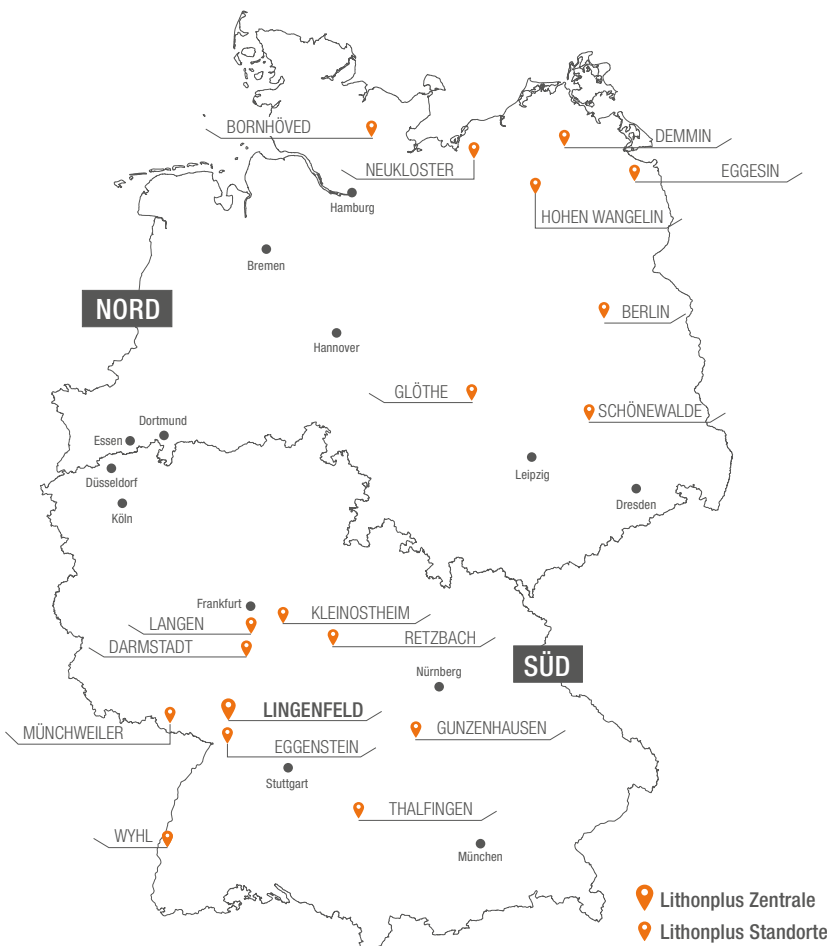 BORNHÖVED
DEMMIN
NEUKLOSTER
EGGESIN
Hamburg
HOHEN WANGELIN
Bremen
NORD
BERLIN
Hannover
GLÖTHE
SCHÖNEWALDE
Dortmund
Essen
Leipzig
Düsseldorf
Dresden
Köln
Frankfurt
KLEINOSTHEIM
LANGEN
RETZBACH
DARMSTADT
SÜD
Nürnberg
LINGENFELD
MÜNCHWEILER
GUNZENHAUSEN
EGGENSTEIN
Stuttgart
THALFINGEN
WYHL
München
Lithonplus Zentrale
Lithonplus Standorte